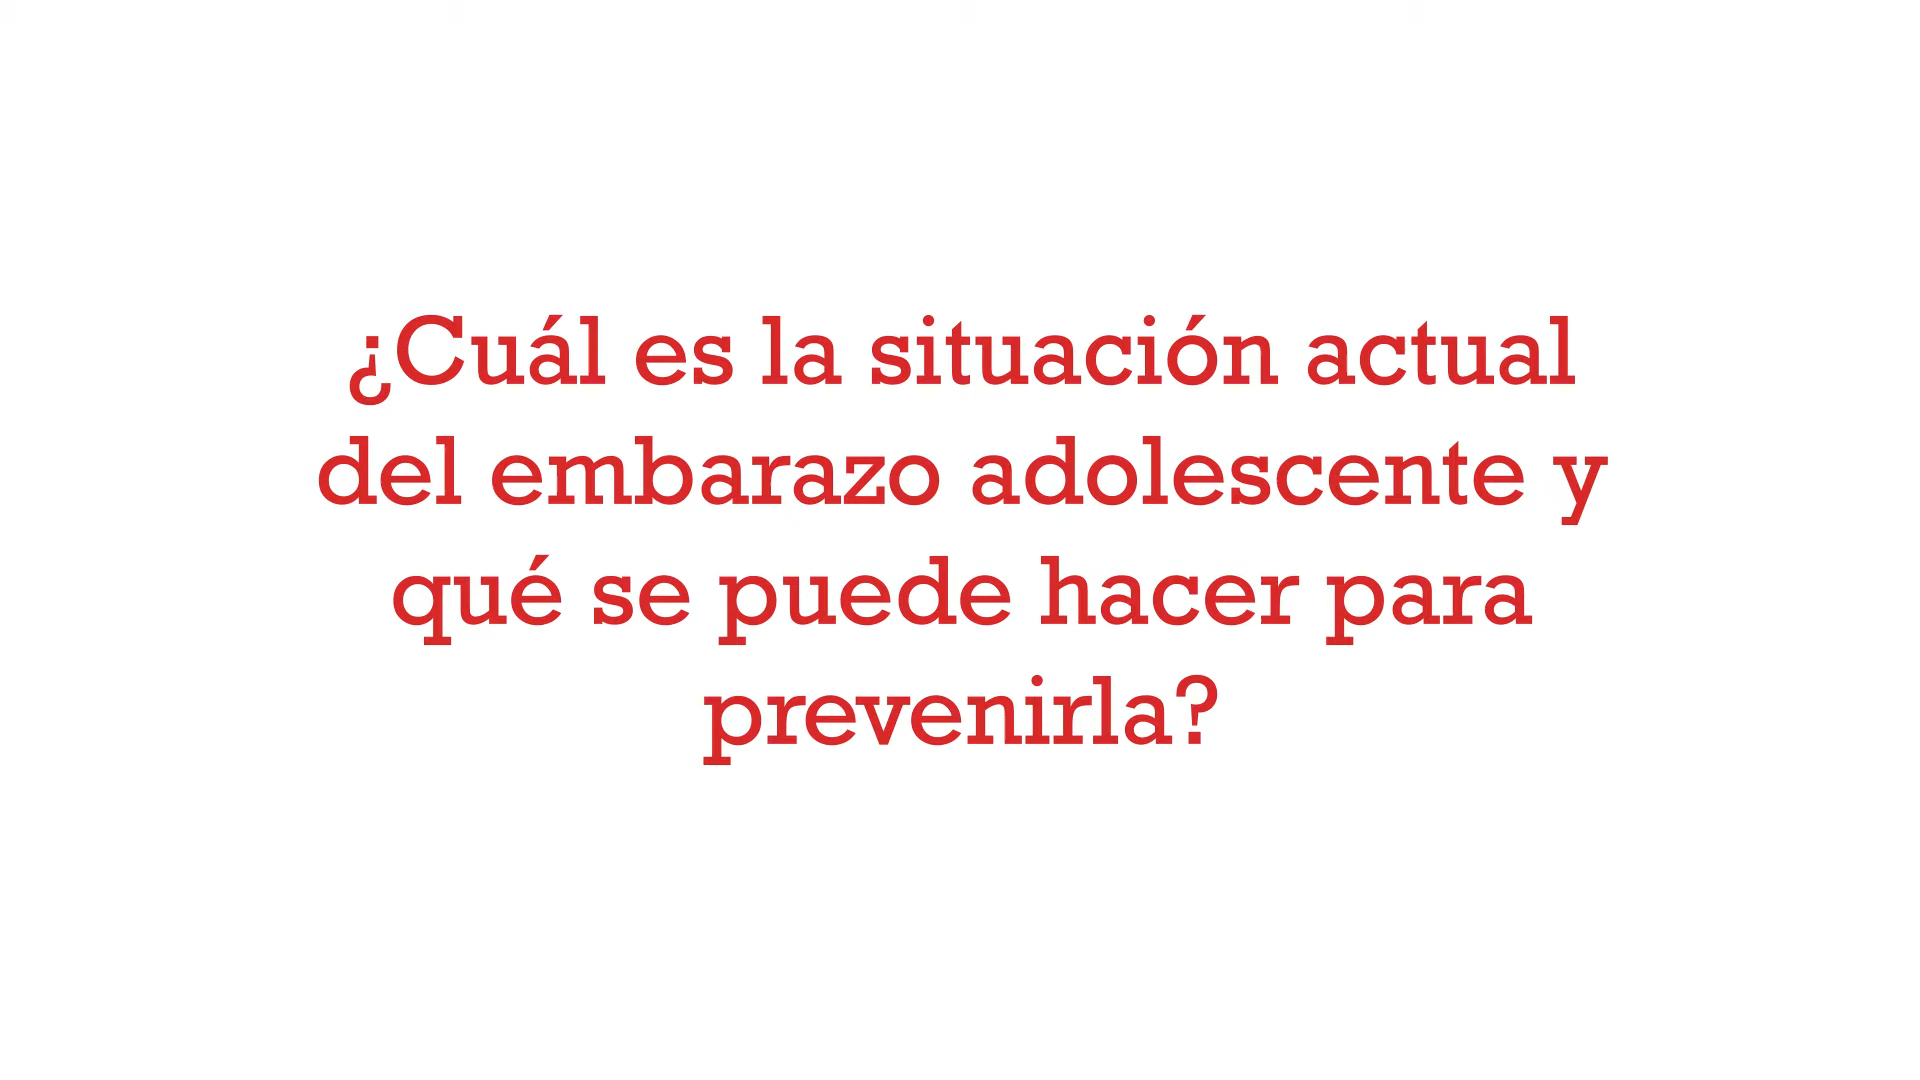 ¿Cuál es la situación actual
del embarazo adolescente y
qué se puede hacer para
prevenirla?